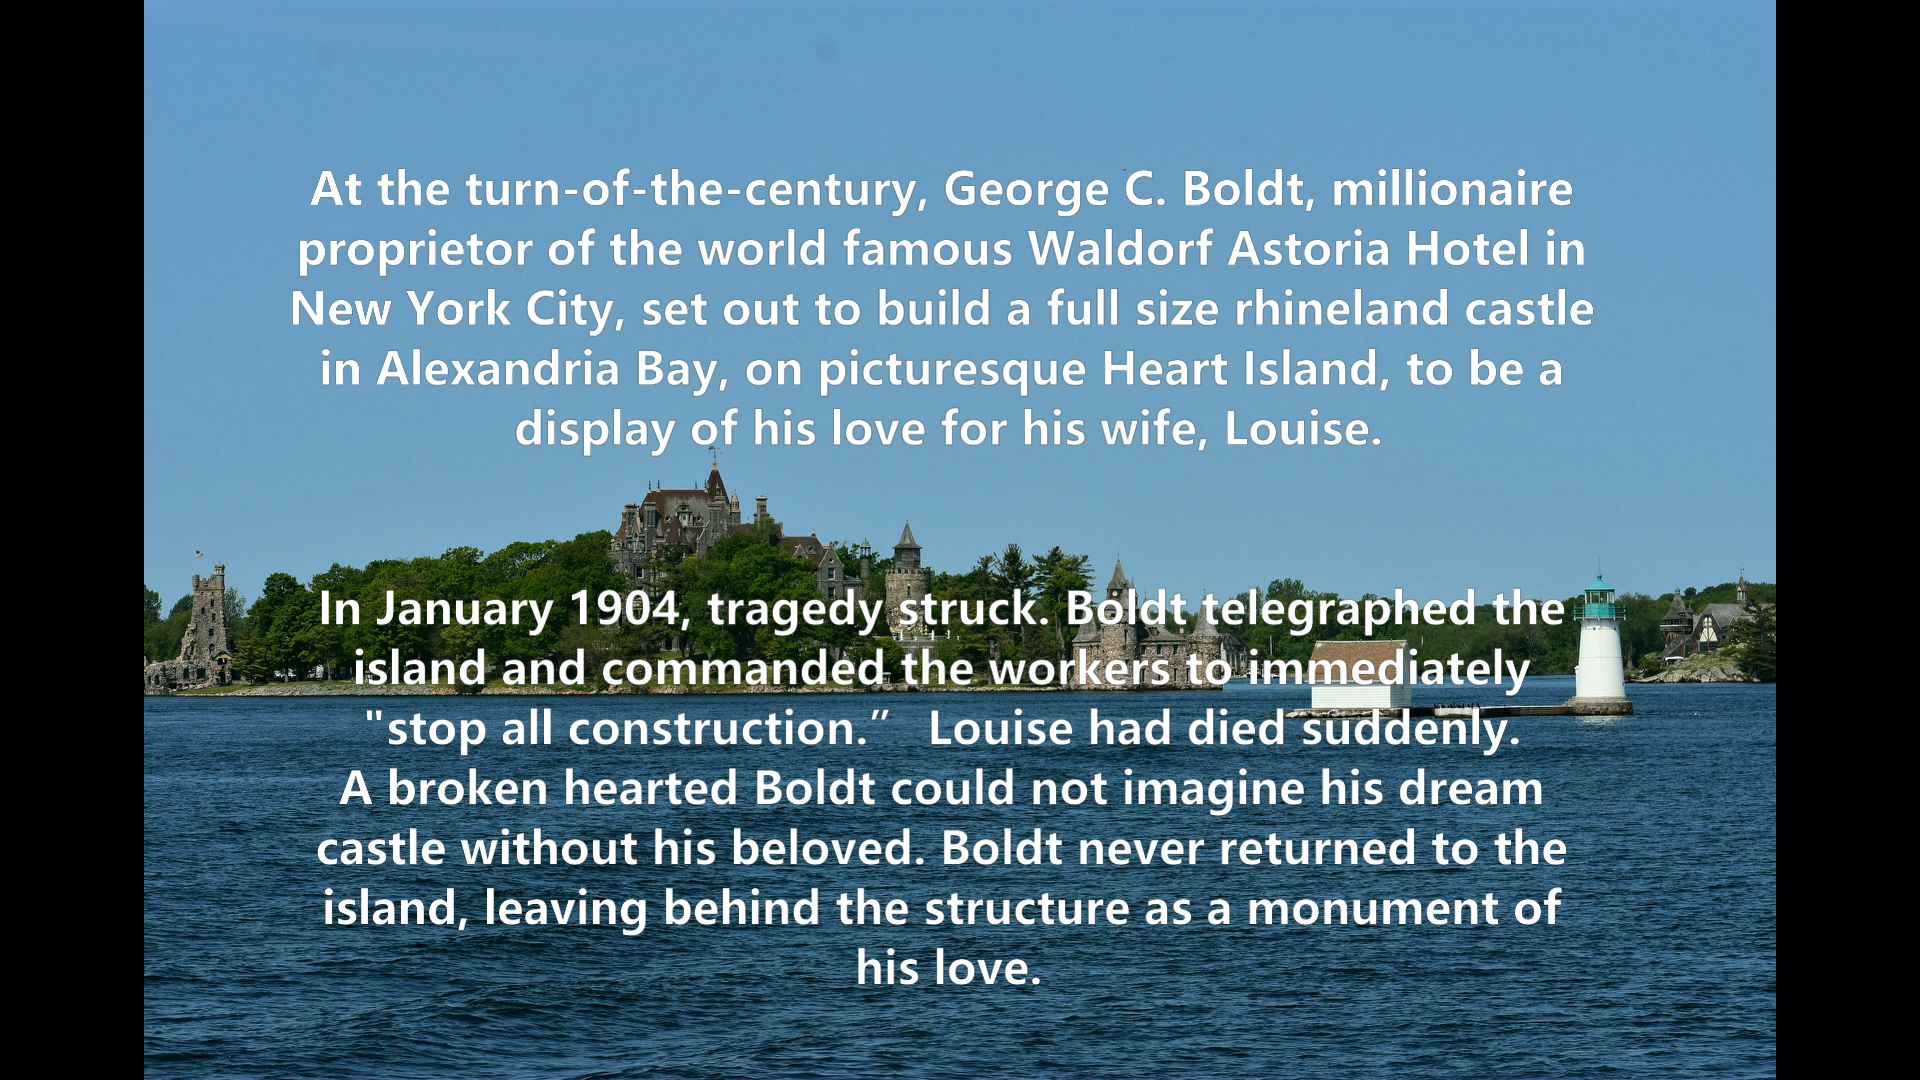 At the turn-of-the-century, George C. Boldt, millionaire
proprietor of the world famous Waldorf Astoria Hotel in
New York City, set out to build a full size rhineland castle
in Alexandria Bay, on picturesque Heart Island, to be a
display of his love for his wife, Louise.
In January 1904, tragedy struck. Boldt telegraphed the
island and commanded the workers to immediately
"stop all construction.”   Louise had died suddenly.
A broken hearted Boldt could not imagine his dream
castle without his beloved. Boldt never returned to the
island, leaving behind the structure as a monument of
his love.